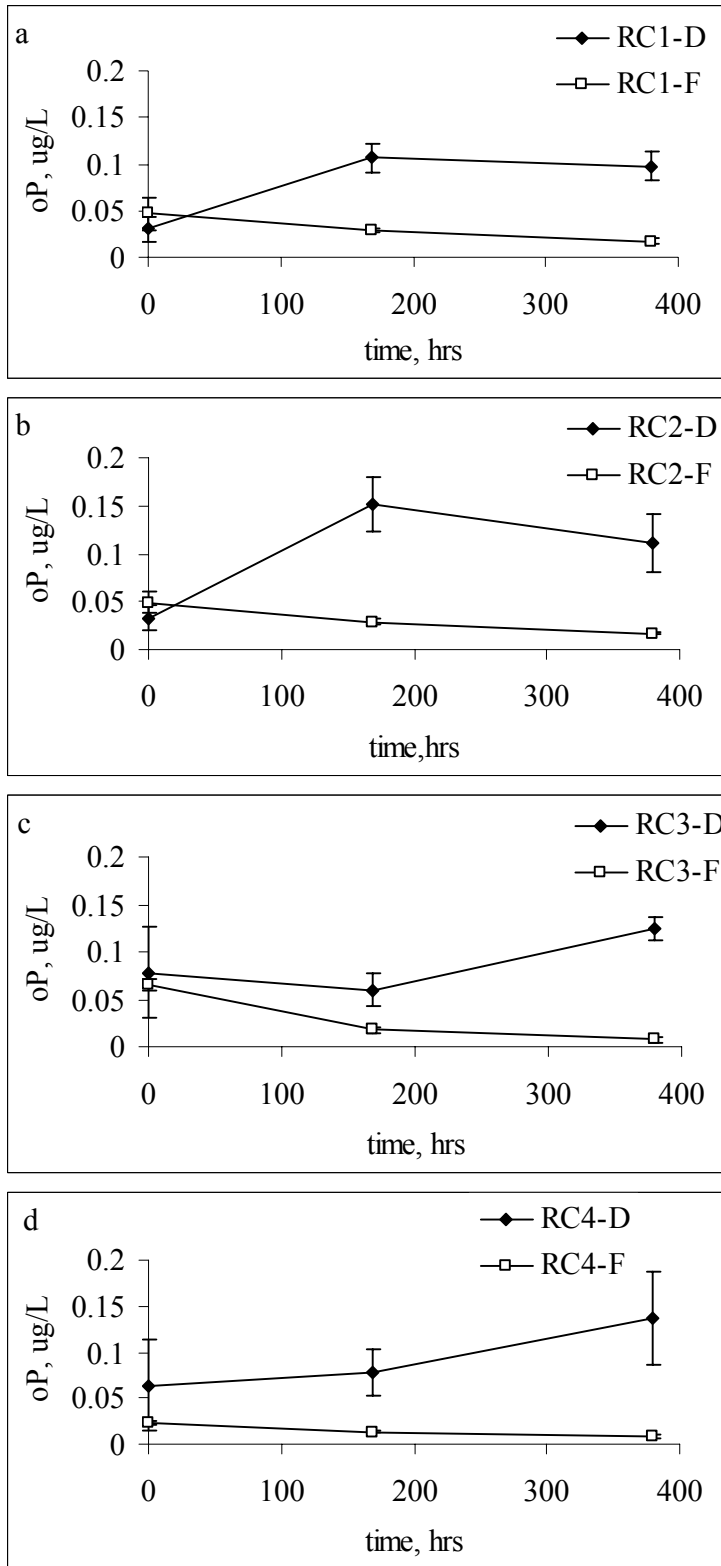 a
RC1-D
RC1-F
0.2
0.15
0.1
0.05
0
oP, ug/L
0 100 200 300 400
time, hrs
b
RC2-D
RC2-F
0.2
0.15
0.1
0.05
0
oP, ug/L
0 100 200 300 400
time,hrs
c
RC3-D
RC3-F
0.2
0.15
0.1
0.05
0
oP, ug/L
0 100 200 300 400
time, hrs
d
RC4-D
RC4-F
0.2
0.15
0.1
0.05
0
oP, ug/L
0 100 200 300 400
time, hrs